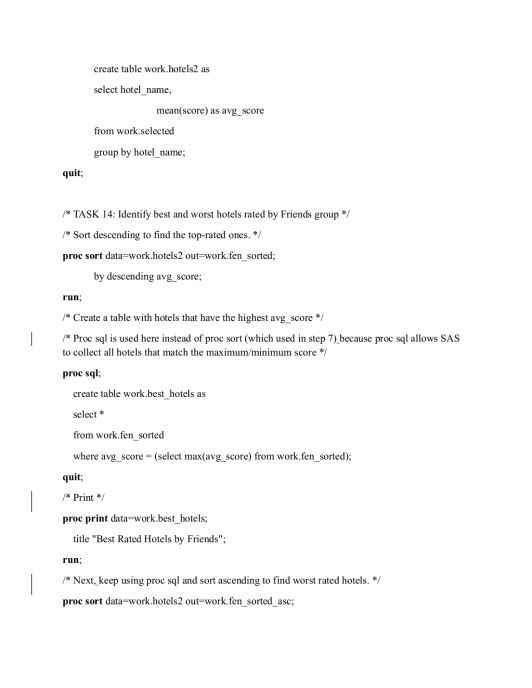 create table work.hotels2 as
select hotel_name,
mean(score) as avg_score
from work.selected
group by hotel_name;
quit;
/* TASK 14: Identify best and worst hotels rated by Friends group */
/* Sort descending to find the top-rated ones. */
proc sort data=work.hotels2 out=work.fen_sorted;
by descending avg_score;
run;
/* Create a table with hotels that have the highest avg_score */
/* Proc sql is used here instead of proc sort (which used in step 7) because proc sql allows SAS
to collect all hotels that match the maximum/minimum score */
proc sql;
create table work.best_hotels as
select *
from work.fen_sorted
where avg_score = (select max(avg_score) from work.fen_sorted);
quit;
/* Print */
proc print data=work.best_hotels;
title "Best Rated Hotels by Friends";
run;
/* Next, keep using proc sql and sort ascending to find worst rated hotels. */
proc sort data=work.hotels2 out=work.fen_sorted_asc;